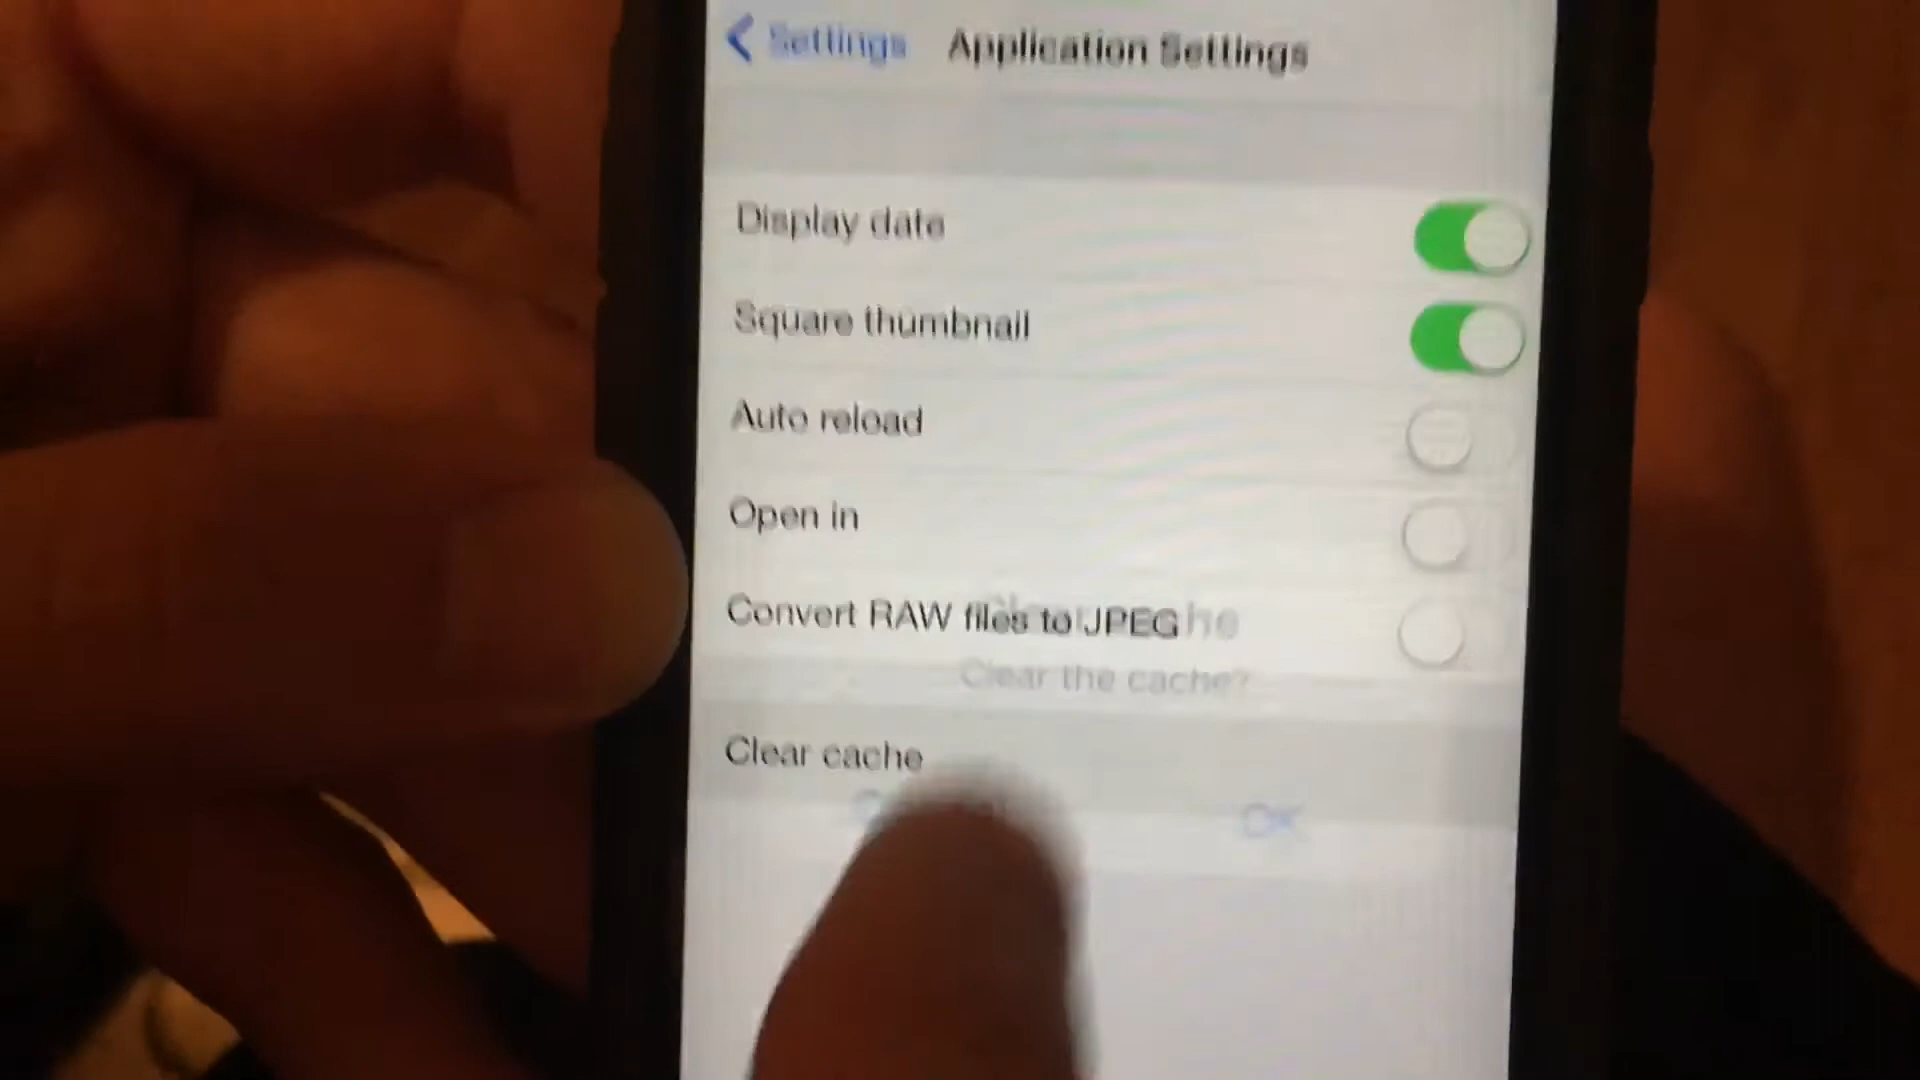 Settings Application Settings
Display date
Square thumbnail
Auto reload
Open in
Convert RAW files to JPEG
Clear the cache?
Clear cache
OK